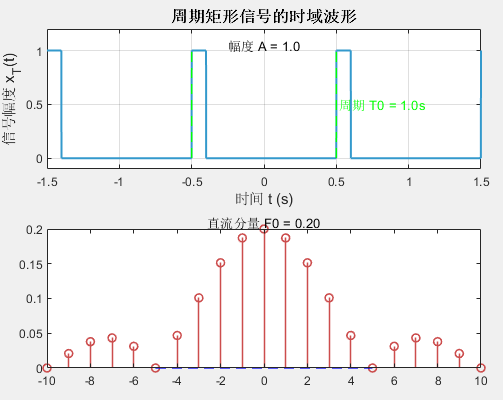 周期矩形信号的时域波形
幅度 A = 1.0
周期 T0 = 1.0s
信号幅度 x_T(t)
1
0.5
0
-1.5 -1 -0.5 0 0.5 1 1.5
时间 t (s)
直流分量 F0 = 0.20
0.2
0.15
0.1
0.05
0
-10 -8 -6 -4 -2 0 2 4 6 8 10